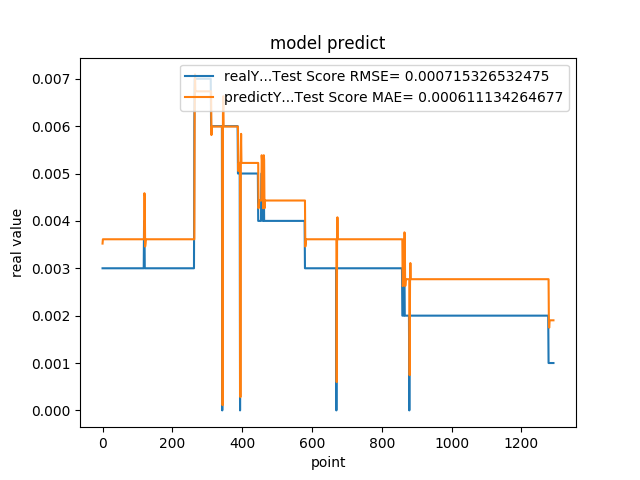 model predict
realY...Test Score RMSE= 0.000715326532475
predictY...Test Score MAE= 0.000611134264677
0.007
0.006
0.005
0.004
0.003
0.002
0.001
0.000
real value
0 200 400 600 800 1000 1200
point